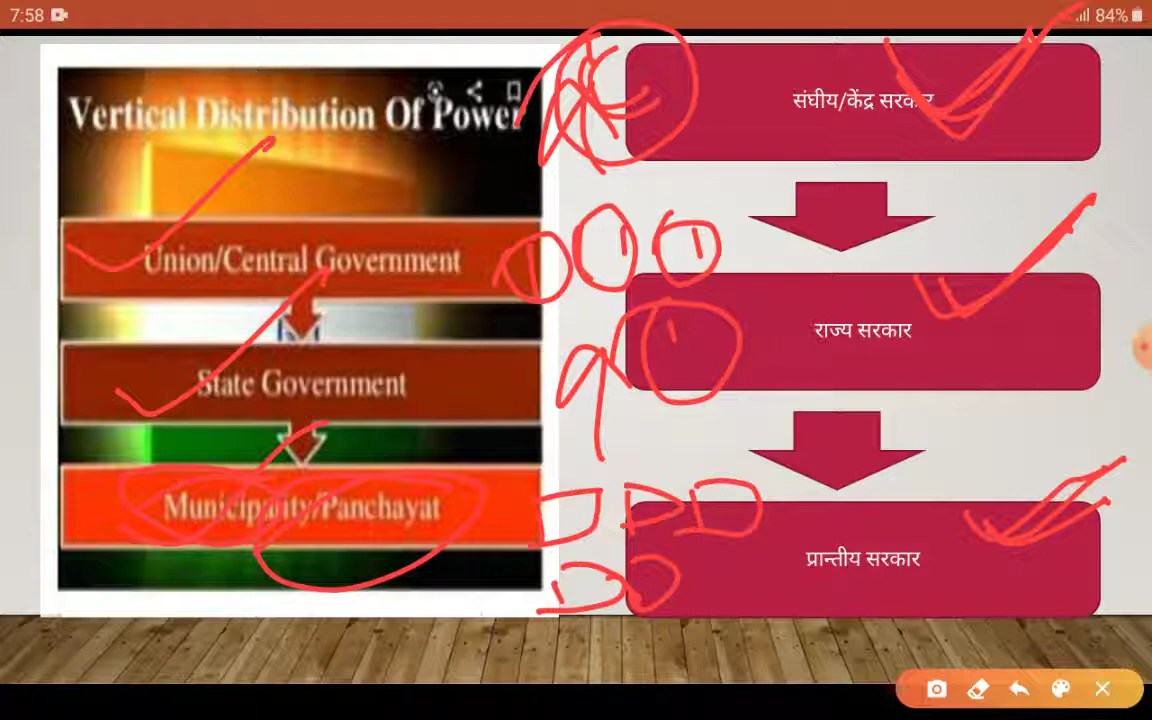 7:58
84%
Vertical Distribution Of Power
Union/Central Government
State Government
Municipality/Panchayat
संघीय/केंद्र सरकार
राज्य सरकार
प्रान्तीय सरकार